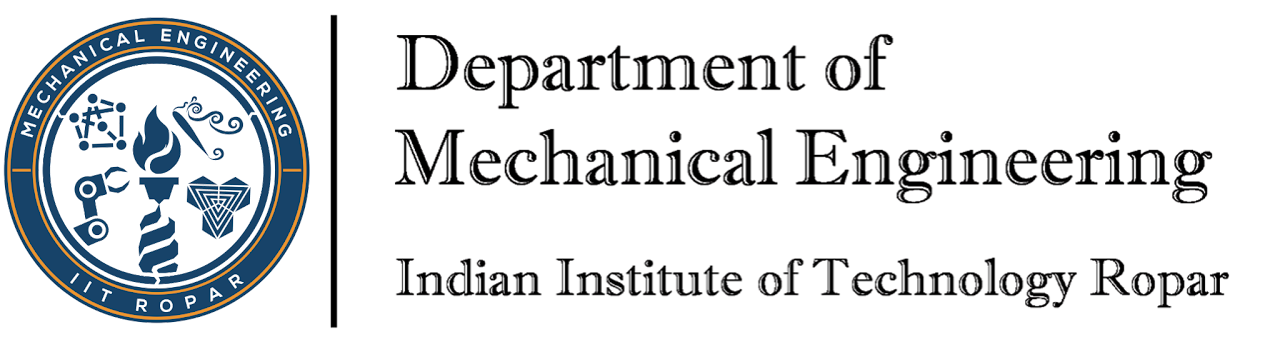 MECHANICAL ENGINEERING
IIT ROPAR
Department of
Mechanical Engineering
Indian Institute of Technology Ropar